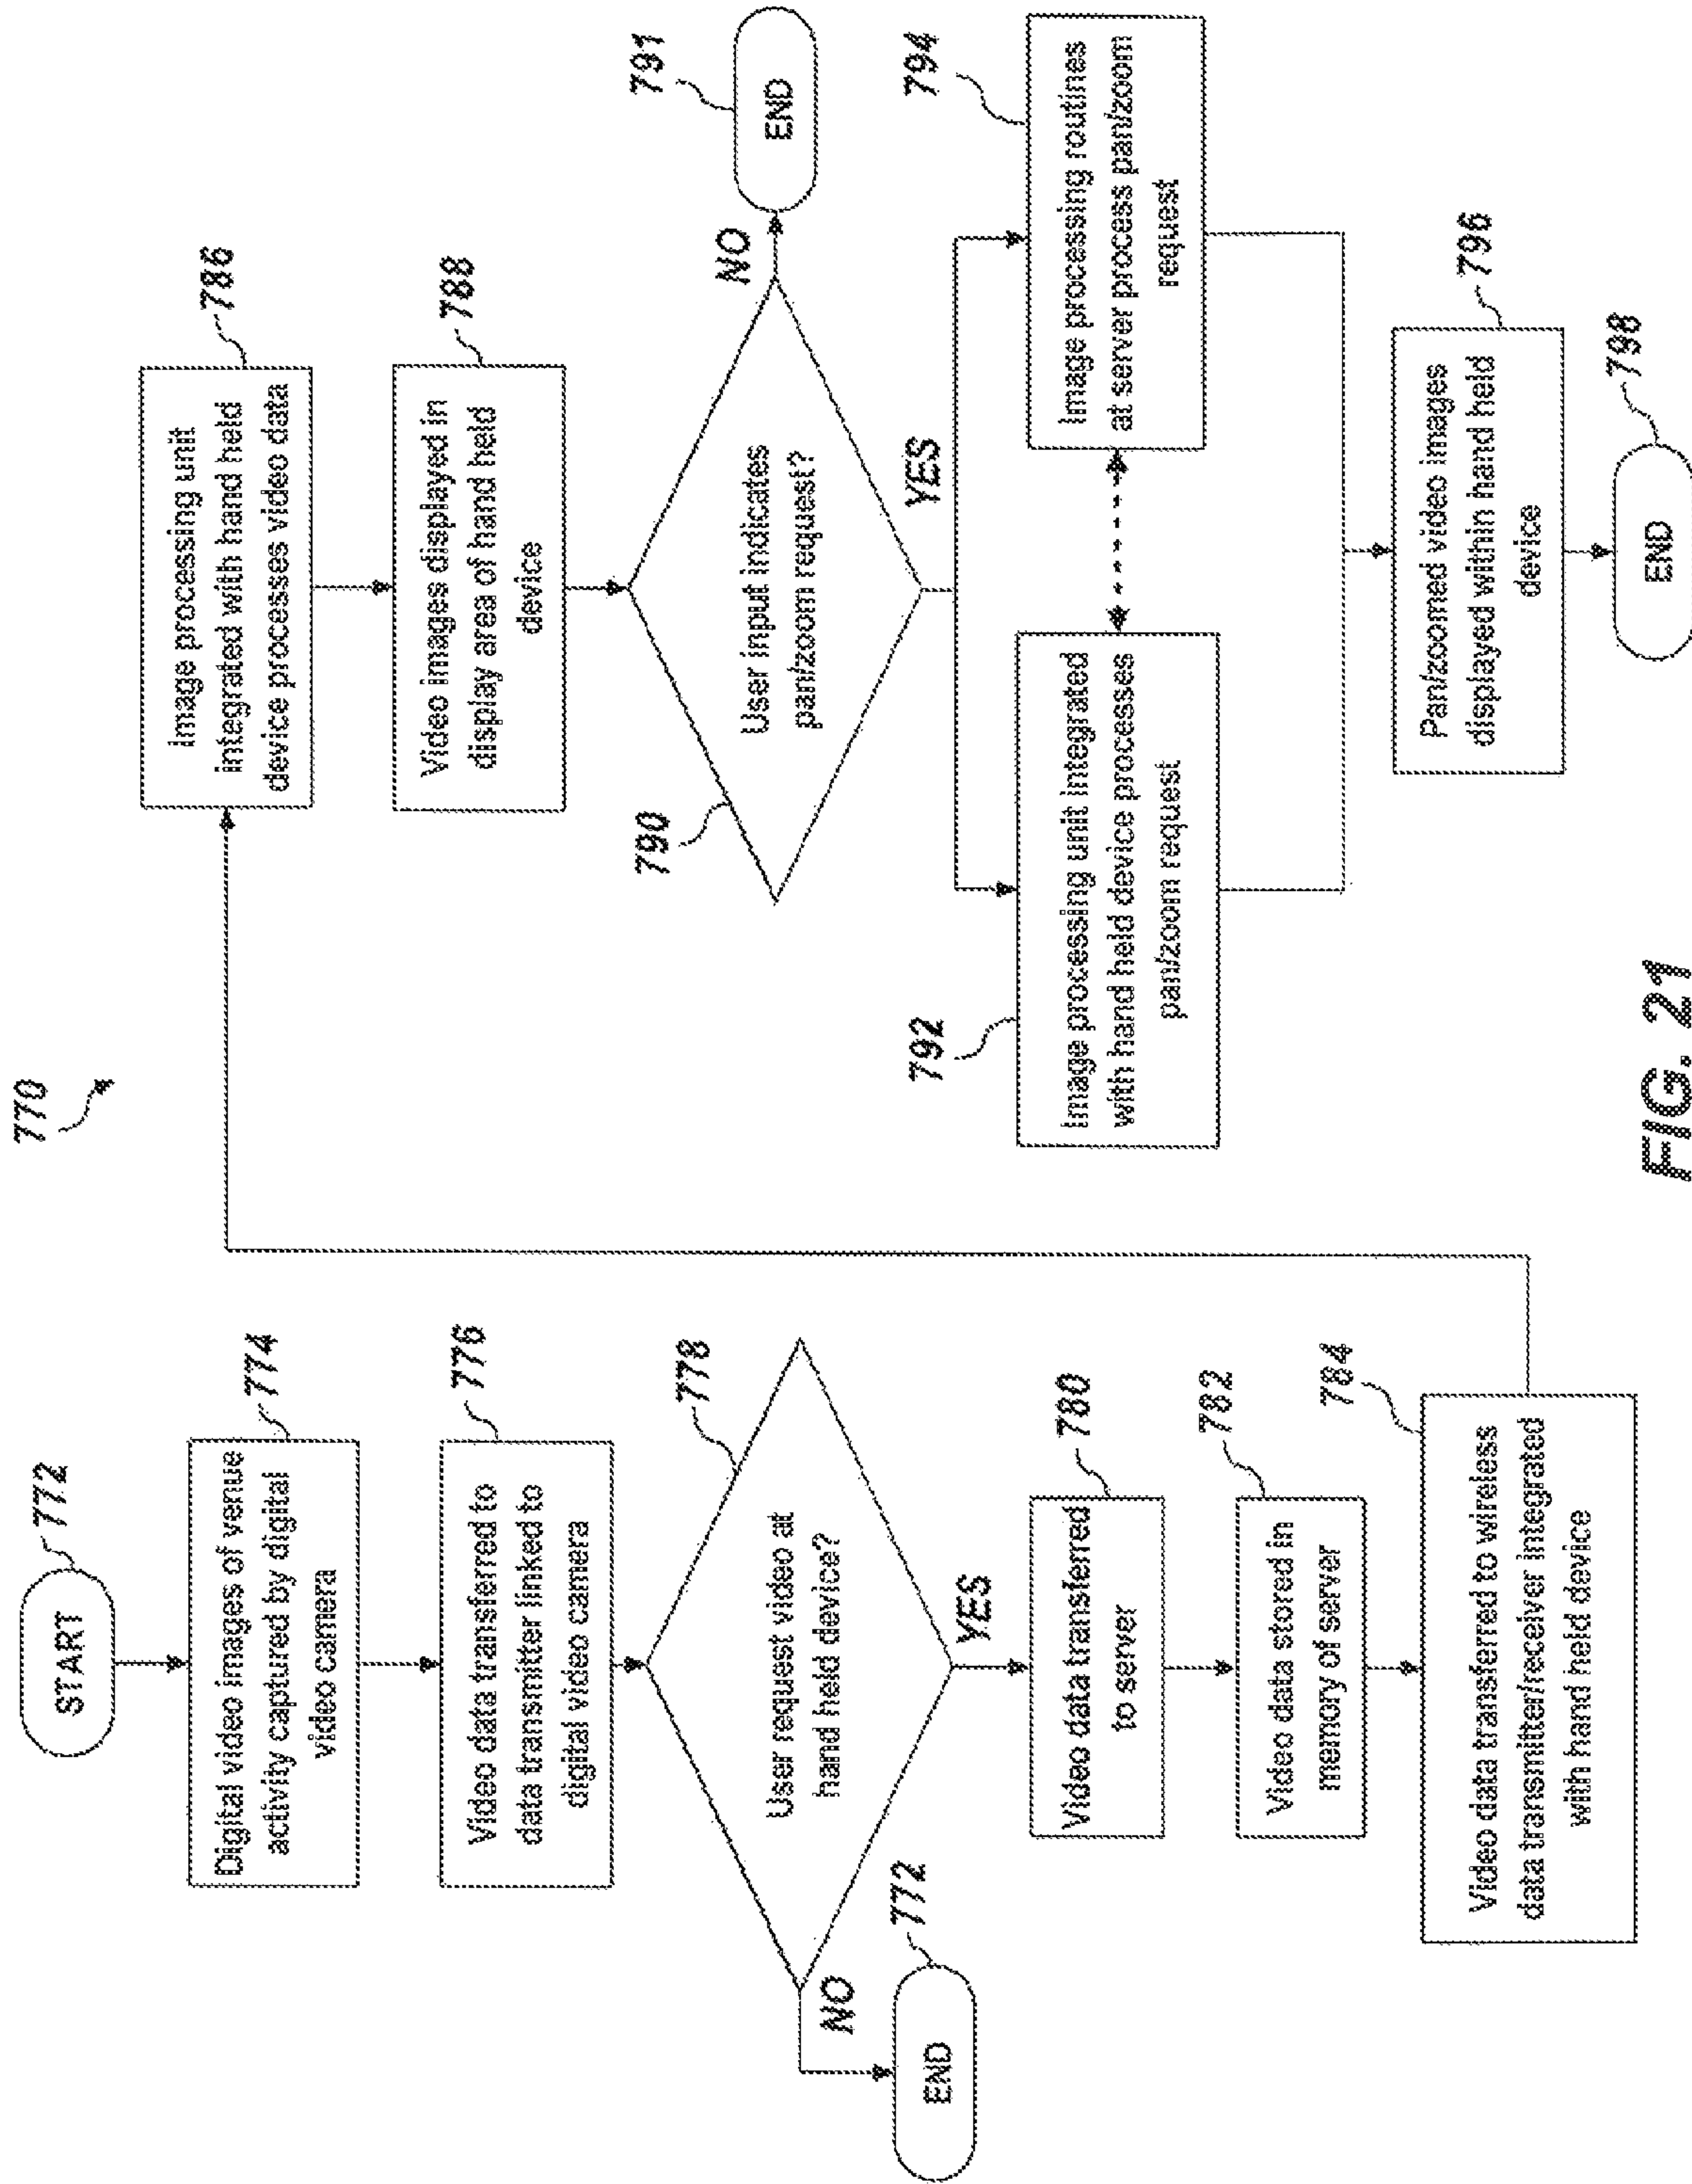 770
START
772
Digital video images of venue
activity captured by digital
video camera
774
Video data transferred to
data transmitter linked to
digital video camera
776
User request video at
hand held device?
778
NO
END
772
YES
Video data transferred
to server
780
Video data stored in
memory of server
782
Video data transferred to wireless
data transmitter/receiver integrated
with hand held device
784
Image processing unit
integrated with hand held
device processes video data
786
Video images displayed in
display area of hand held
device
788
User input indicates
pan/zoom request?
790
NO
END
791
YES
Image processing unit integrated
with hand held device processes
pan/zoom request
792
Image processing routines
at server process pan/zoom
request
794
Pan/zoomed video images
displayed within hand held
device
796
END
798
FIG. 21